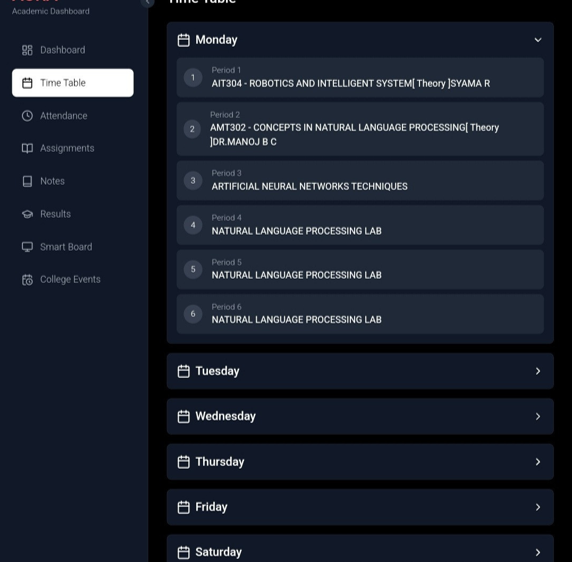 Academic Dashboard
Dashboard
Time Table
Attendance
Assignments
Notes
Results
Smart Board
College Events
Time Table
Monday
1
Period 1
AIT304 - ROBOTICS AND INTELLIGENT SYSTEM[ Theory ]SYAMA R
2
Period 2
AMT302 - CONCEPTS IN NATURAL LANGUAGE PROCESSING[ Theory
]DR.MANOJ B C
3
Period 3
ARTIFICIAL NEURAL NETWORKS TECHNIQUES
4
Period 4
NATURAL LANGUAGE PROCESSING LAB
5
Period 5
NATURAL LANGUAGE PROCESSING LAB
6
Period 6
NATURAL LANGUAGE PROCESSING LAB
Tuesday
Wednesday
Thursday
Friday
Saturday